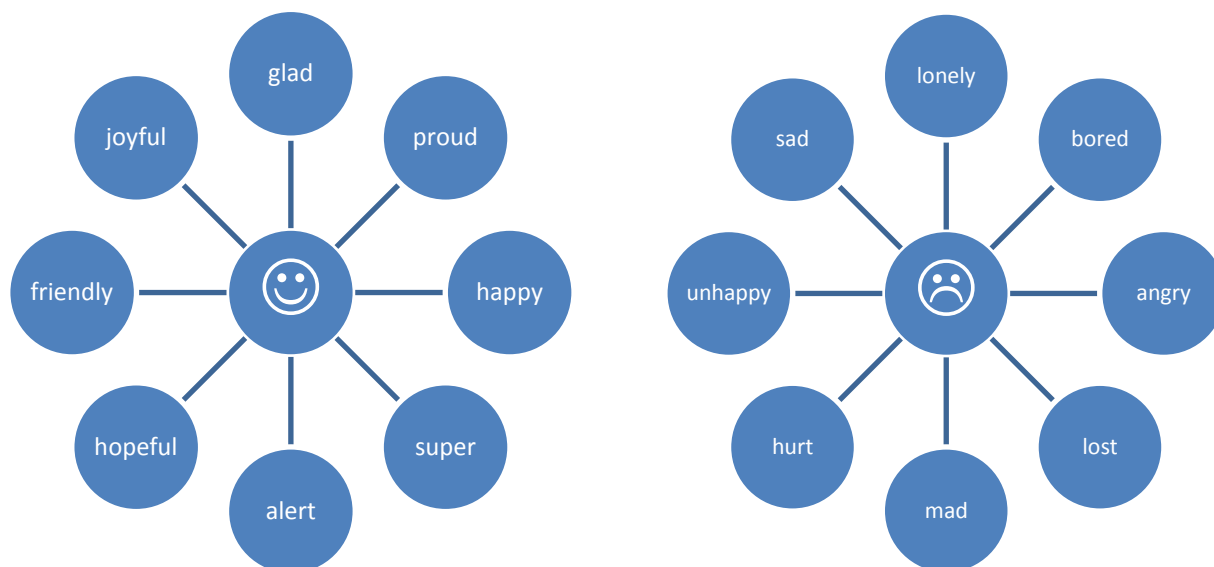 glad
proud
happy
super
alert
hopeful
friendly
joyful
lonely
bored
angry
lost
mad
hurt
unhappy
sad